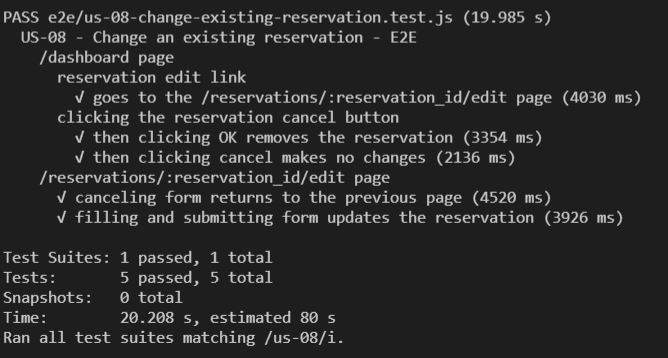 PASS e2e/us-08-change-existing-reservation.test.js (19.985 s)
US-08 - Change an existing reservation - E2E
/dashboard page
reservation edit link
√ goes to the /reservations/:reservation_id/edit page (4030 ms)
clicking the reservation cancel button
√ then clicking OK removes the reservation (3354 ms)
√ then clicking cancel makes no changes (2136 ms)
/reservations/:reservation_id/edit page
√ canceling form returns to the previous page (4520 ms)
√ filling and submitting form updates the reservation (3926 ms)
Test Suites: 1 passed, 1 total
Tests:       5 passed, 5 total
Snapshots:   0 total
Time:        20.208 s, estimated 80 s
Ran all test suites matching /us-08/i.